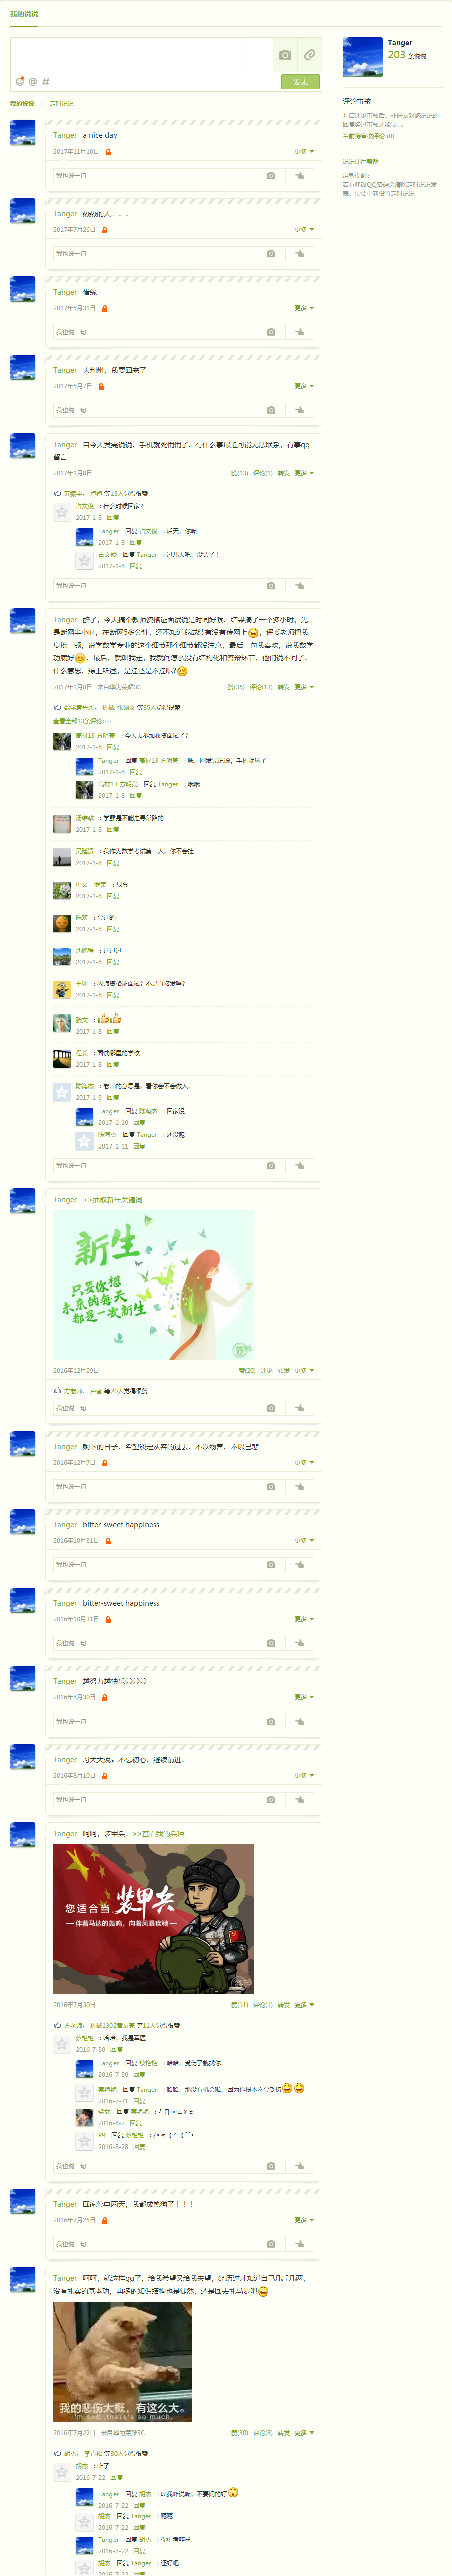 我的说说
Tanger
203 条说说
发表
我的说说 | 定时说说
评论审核
开启评论审核后，非好友对您说说的
回复经过审核才能显示
当前待审核评论 (0)
说说使用帮助
温馨提醒：
若有修改QQ密码会清除定时说说发
表，需要重新设置定时说说
Tanger a nice day
2017年11月10日 更多
我也说一句
Tanger 热热的天。。。
2017年7月26日 更多
我也说一句
Tanger 惜缘
2017年5月31日 更多
我也说一句
Tanger 大荆州，我要回来了
2017年5月7日 更多
我也说一句
Tanger 自今天发完说说，手机就死悄悄了，有什么事最近可能无法联系，有事qq
留言
2017年1月8日 赞(13) 评论(1) 转发 更多
苏振宇、卢睿 等13人觉得很赞
占文俊 ：什么时候回家？
2017-1-8 回复
Tanger 回复 占文俊 ：后天，你呢
2017-1-8 回复
占文俊 回复 Tanger ：过几天吧，没票了！
2017-1-8 回复
我也说一句
Tanger 醉了，今天搞个教师资格证面试说是时间好紧，结果搞了一个多小时，先
是断网半小时，在断网5多分钟，还不知道我成绩有没有传网上，评委老师把我
臭批一顿，说学数学专业的这个细节那个细节都没注意，最后一句我喜欢，说我数学
功底好，最后，就叫我走，我就问怎么没有结构化和答辩环节，他们说不问了，
什么意思，综上所述，是挂还是不挂呢?
2017年1月8日 来自华为荣耀3C 赞(35) 评论(13) 转发 更多
数学袁丹凤、机械-张硕文 等35人觉得很赞
查看全部13条评论>>
高材13 方明亮 ：今天去参加教资面试了？
2017-1-8 回复
Tanger 回复 高材13 方明亮 ：嗯，刚发完说说，手机就坏了
2017-1-8 回复
高材13 方明亮 回复 Tanger ：哦哦
2017-1-8 回复
：学霸是不能走寻常路的
2017-1-8 回复
：我作为数学考试第一人，你不会挂
2017-1-8 回复
中文—罗荣 ：悬念
2017-1-8 回复
陈欢 ：会过的
2017-1-8 回复
：过过过
2017-1-8 回复
王珊 ：教师资格证面试？不是直接发吗？
2017-1-8 回复
张文 ：
2017-1-8 回复
程长 ：面试哪里的学校
2017-1-8 回复
陈海杰 ：老师的意思是，看你会不会做人。
2017-1-9 回复
Tanger 回复 陈海杰 ：回家没
2017-1-10 回复
陈海杰 回复 Tanger ：还没呢
2017-1-11 回复
我也说一句
Tanger >>抽取新年关键词
新生
只要你想
未来的每天
都是一次新生
2016年12月29日 赞(20) 评论 转发 更多
方老师、卢睿 等20人觉得很赞
我也说一句
Tanger 剩下的日子，希望淡定从容的过去，不以物喜，不以己悲
2016年12月7日 更多
我也说一句
Tanger bitter-sweet happiness
2016年10月31日 更多
我也说一句
Tanger bitter-sweet happiness
2016年10月31日 更多
我也说一句
Tanger 越努力越快乐☺☺☺
2016年8月30日 更多
我也说一句
Tanger 习大大说：不忘初心，继续前进。
2016年8月10日 更多
我也说一句
Tanger 呵呵，装甲兵。>>查看我的兵种
您适合当 装甲兵
伴着马达的轰鸣，向着风暴疾驰
2016年7月30日 赞(11) 评论(1) 转发 更多
方老师、机械1302黄友亮 等11人觉得很赞
蔡艳艳 ：哈哈，我是军医
2016-7-30 回复
Tanger 回复 蔡艳艳 ：哈哈，受伤了就找你。
2016-7-30 回复
蔡艳艳 回复 Tanger ：哈哈，那没有机会啦，因为你根本不会受伤
2016-7-31 回复
劣女 回复 蔡艳艳 ：
2016-8-2 回复
99 回复 蔡艳艳 ：
2016-8-28 回复
我也说一句
Tanger 回家停电两天，我都成热狗了！！！
2016年7月25日 更多
我也说一句
Tanger 呵呵，就这样gg了，给我希望又给我失望，经历过才知道自己几斤几两，
没有扎实的基本功，再多的知识结构也是徒然，还是回去扎马步吧
我的悲伤大概，有这么大。
I'm sad ,there's so much.
2016年7月22日 来自华为荣耀3C 赞(30) 评论(8) 转发 更多
胡杰、李青松 等30人觉得很赞
胡杰 ：咋了
2016-7-22 回复
Tanger 回复 胡杰 ：叫我咋说呢，不要问的好
2016-7-22 回复
胡杰 回复 Tanger ：吧吧
2016-7-22 回复
Tanger 回复 胡杰 ：你中考咋样
2016-7-22 回复
胡杰 回复 Tanger ：还好吧
2016-7-22 回复